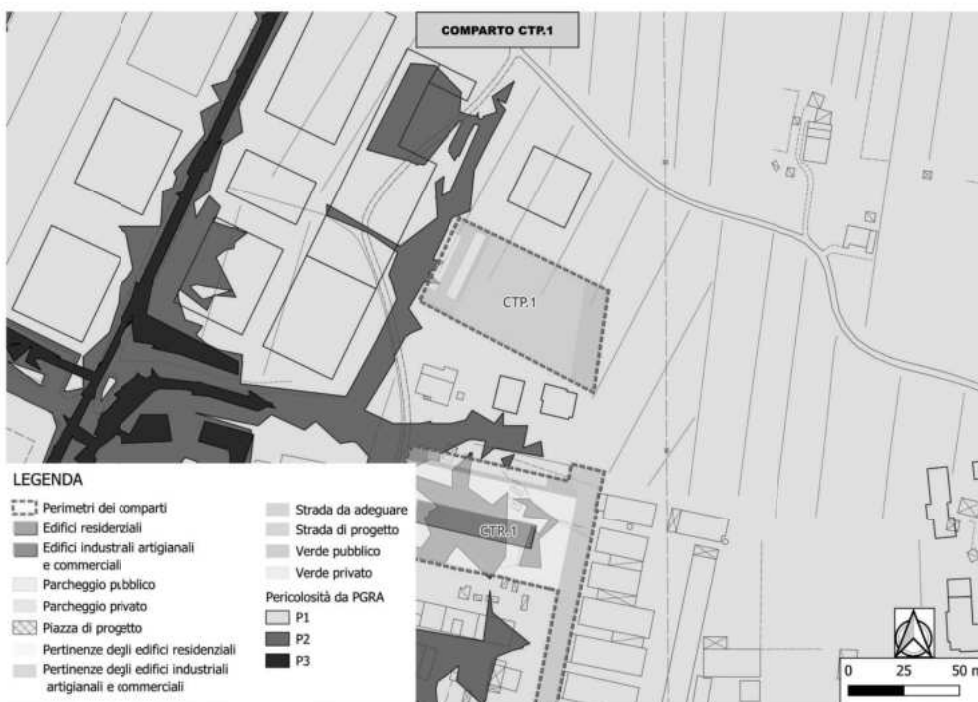 COMPARTO CTP.1
CTP.1
CTR.1
LEGENDA
Perimetri dei comparti
Edifici residenziali
Edifici industrali artigianali
e commerciali
Parcheggio pubblico
Parcheggio privato
Piazza di progetto
Pertinenze degli edifici residenziali
Pertinenze degli edifici industriali
artigianali e commerciali
Strada da adeguare
Strada di progetto
Verde pubblico
Verde privato
Pericolosità da PGRA
P1
P2
P3
0 25 50 m